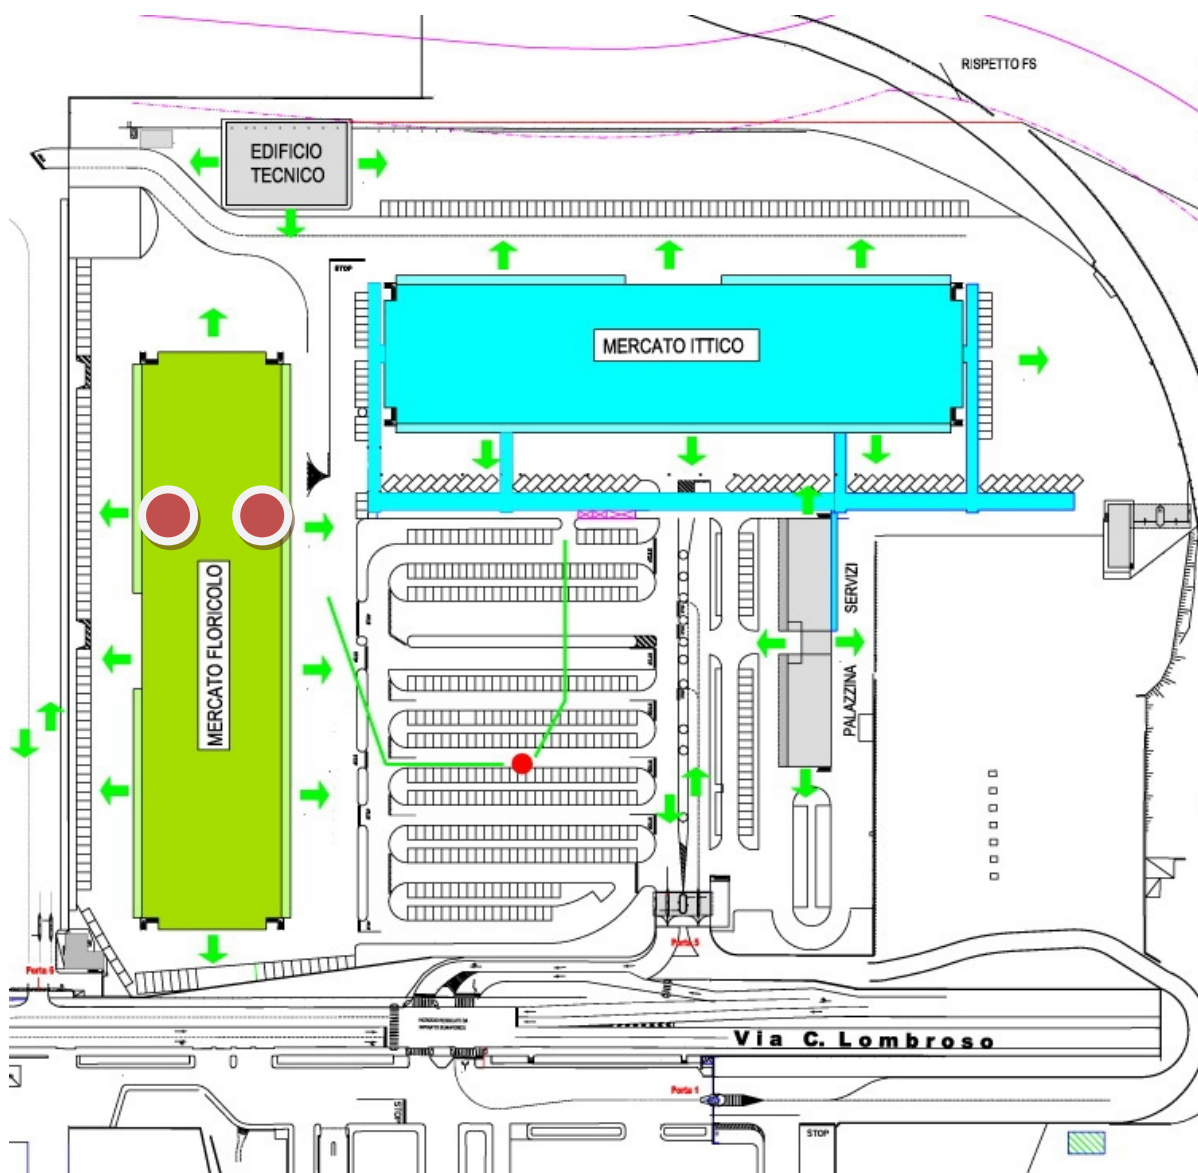 RISPETTO FS
EDIFICIO
TECNICO
STOP
MERCATO ITTICO
MERCATO FLORICOLO
PALAZZINA SERVIZI
Porta 5
Porta 6
Via C. Lombroso
Porta 1
STOP
STOP